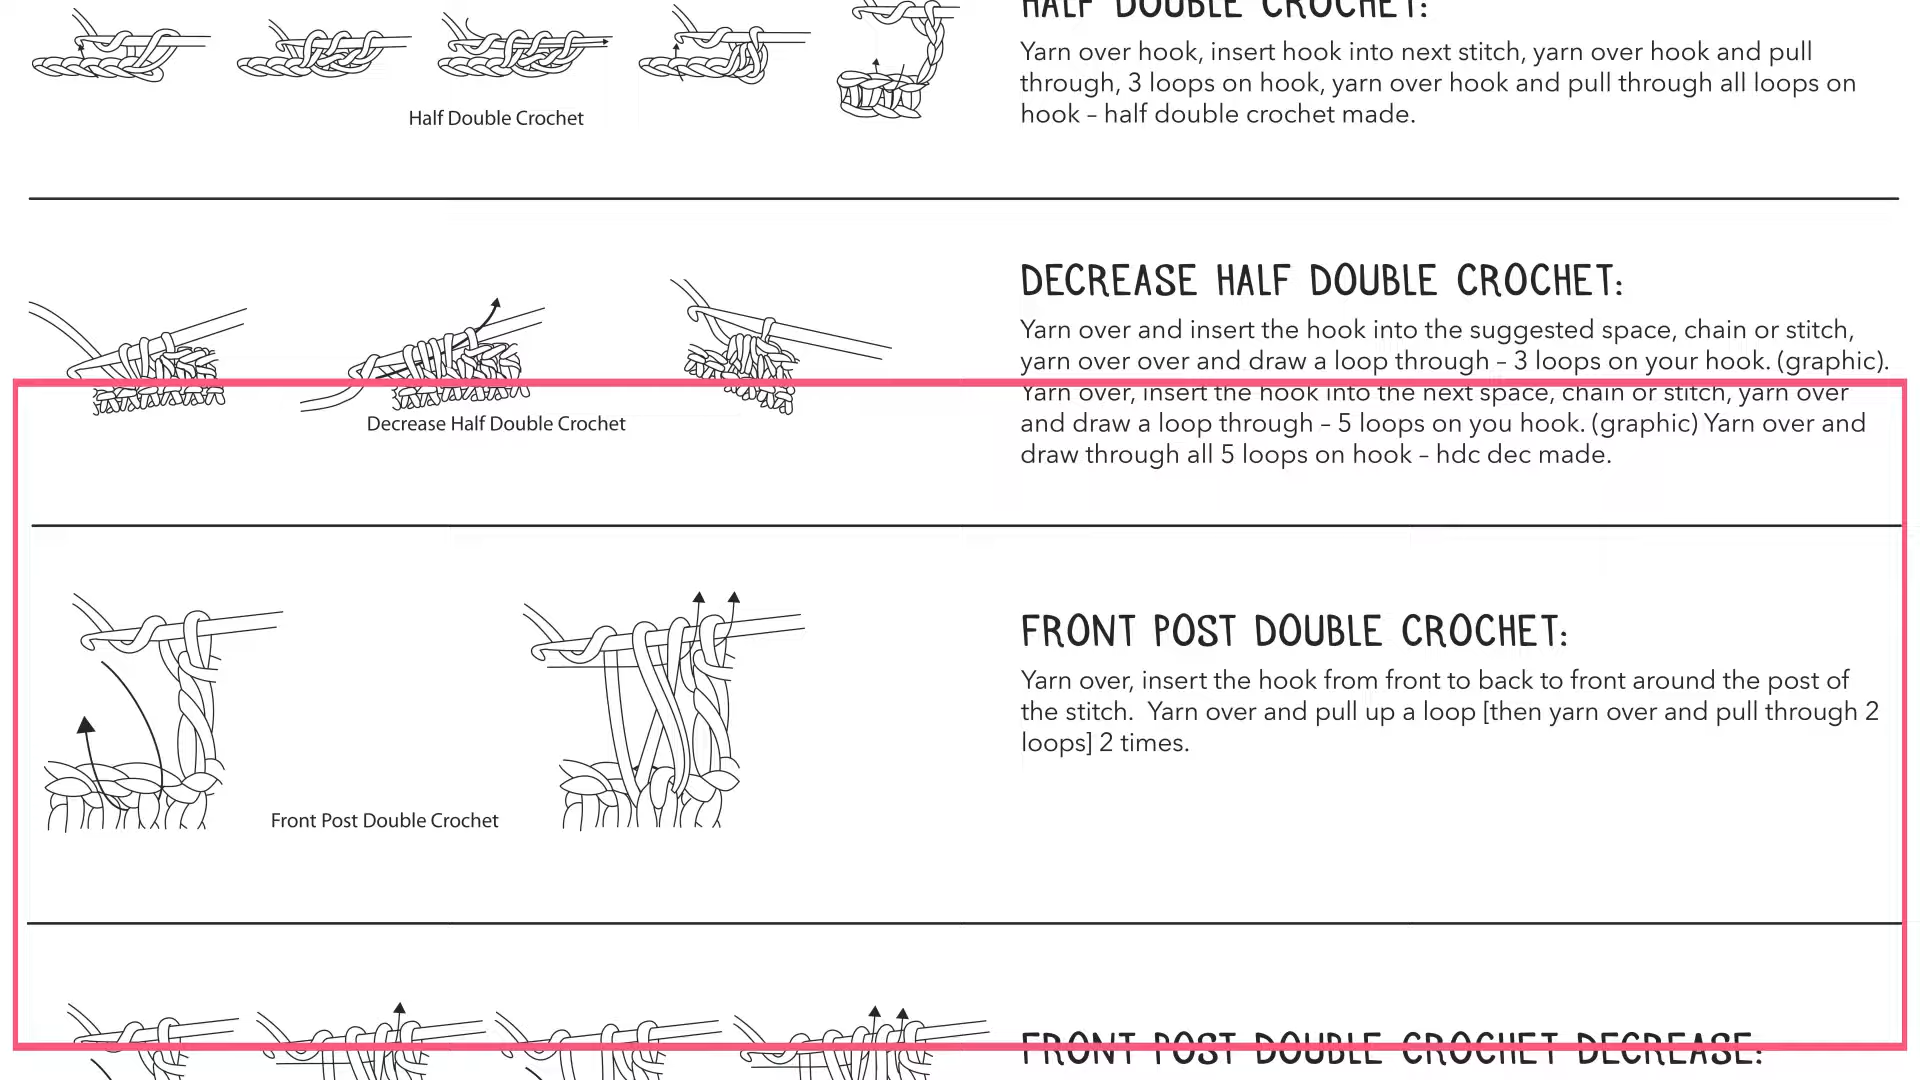 HALF DOUBLE CROCHET:
Yarn over hook, insert hook into next stitch, yarn over hook and pull
through, 3 loops on hook, yarn over hook and pull through all loops on
hook – half double crochet made.
Half Double Crochet
DECREASE HALF DOUBLE CROCHET:
Yarn over and insert the hook into the suggested space, chain or stitch,
yarn over over and draw a loop through – 3 loops on your hook. (graphic).
Yarn over, insert the hook into the next space, chain or stitch, yarn over
and draw a loop through – 5 loops on you hook. (graphic) Yarn over and
draw through all 5 loops on hook – hdc dec made.
Decrease Half Double Crochet
FRONT POST DOUBLE CROCHET:
Yarn over, insert the hook from front to back to front around the post of
the stitch.  Yarn over and pull up a loop [then yarn over and pull through 2
loops] 2 times.
Front Post Double Crochet
FRONT POST DOUBLE CROCHET DECREASE: